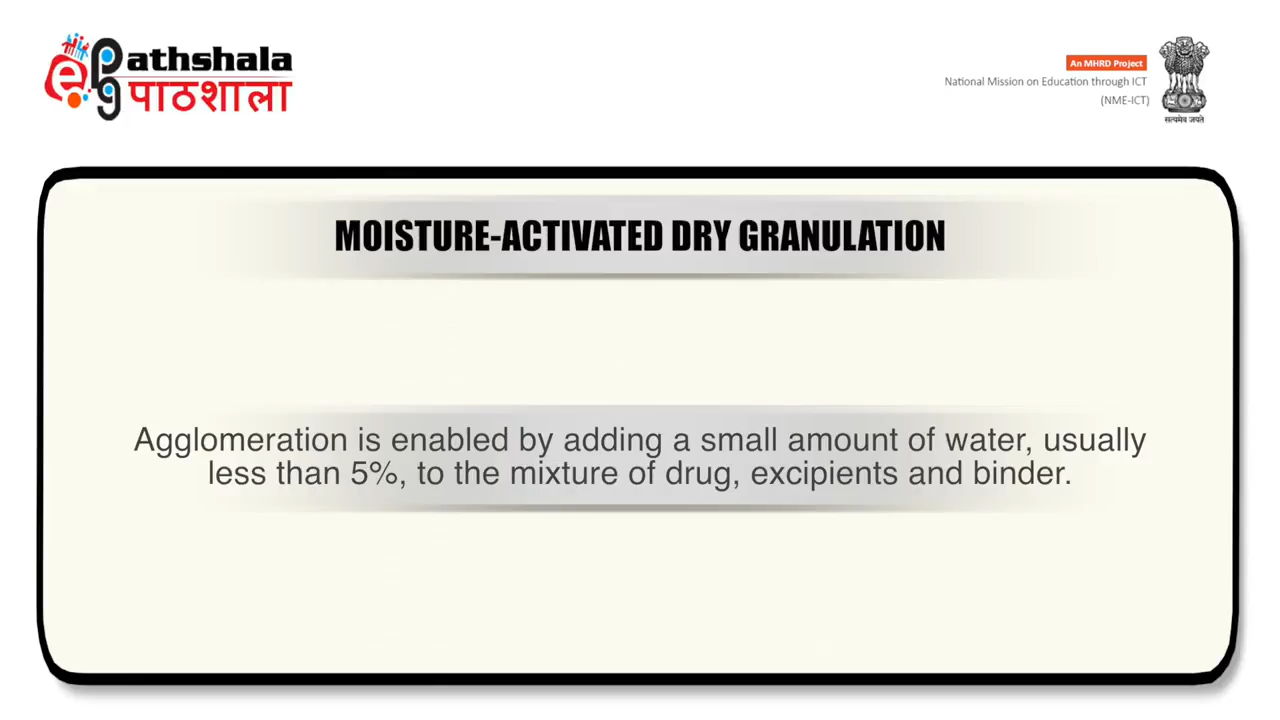 e Pg
Pathshala
पाठशाला
An MHRD Project
National Mission on Education through ICT
(NME-ICT)
सत्यमेव जयते
MOISTURE-ACTIVATED DRY GRANULATION
Agglomeration is enabled by adding a small amount of water, usually
less than 5%, to the mixture of drug, excipients and binder.